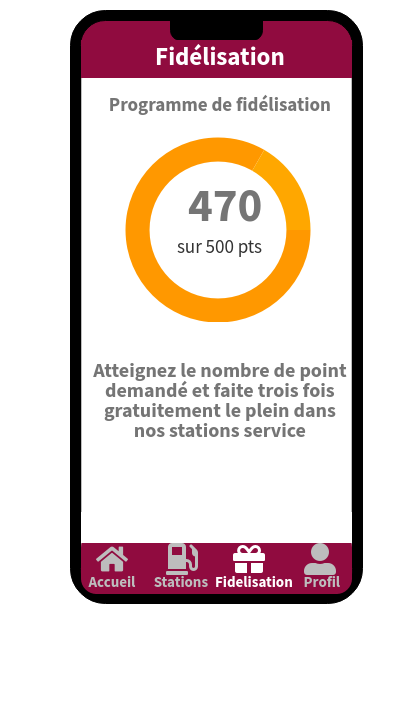 Fidélisation
Programme de fidélisation
470
sur 500 pts
Atteignez le nombre de point
demandé et faite trois fois
gratuitement le plein dans
nos stations service
Accueil Stations Fidelisation Profil